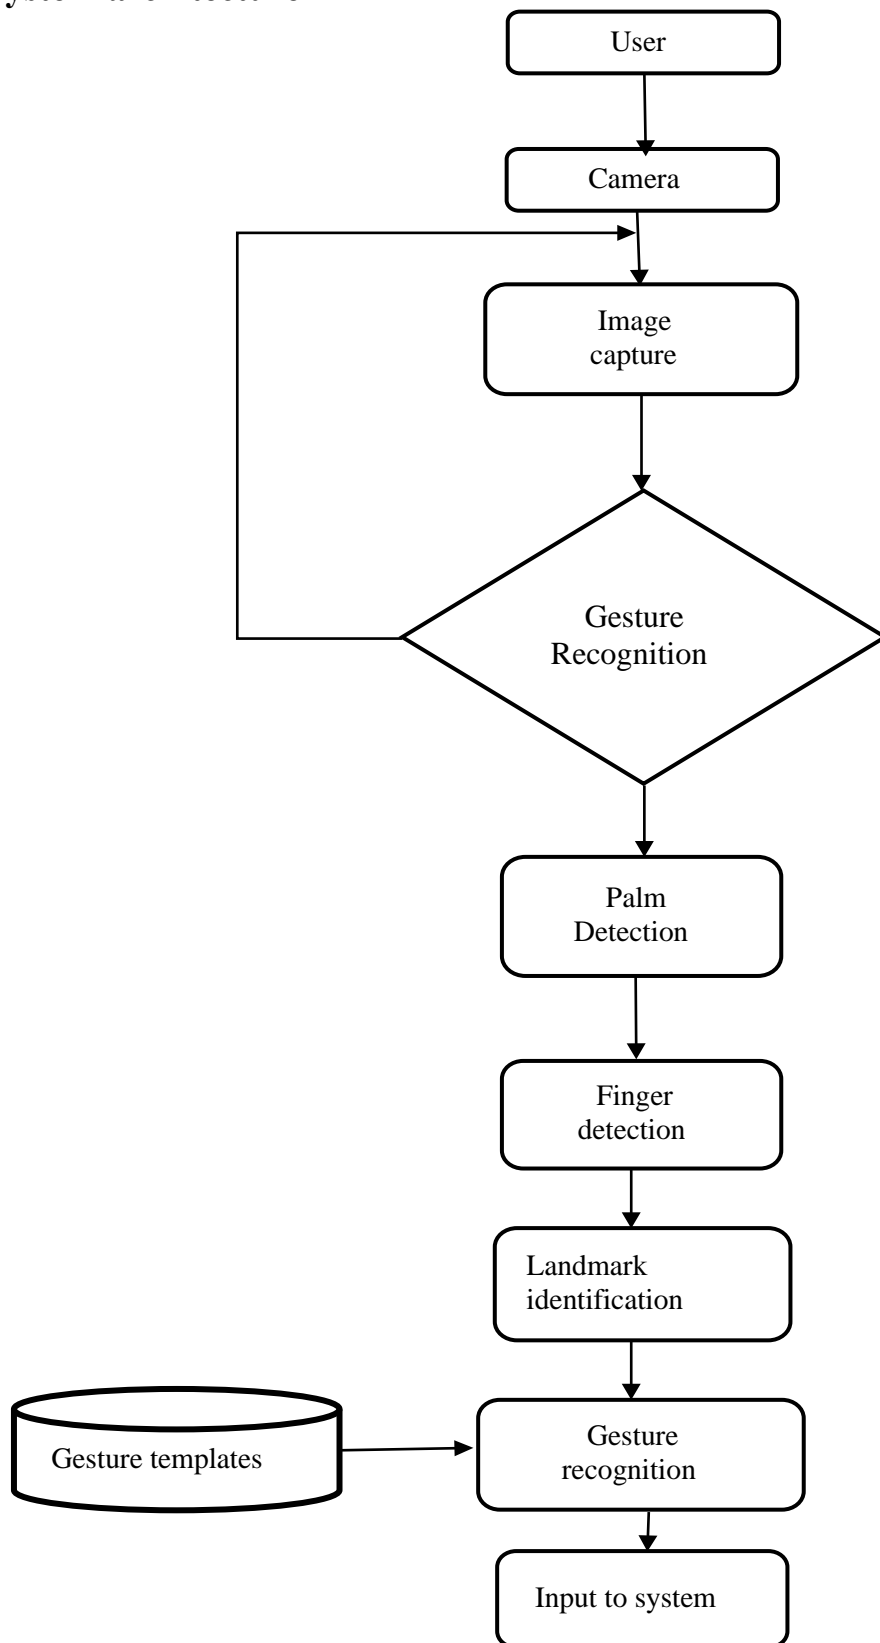 User
Camera
Image
capture
Gesture
Recognition
Palm
Detection
Finger
detection
Landmark
identification
Gesture templates
Gesture
recognition
Input to system